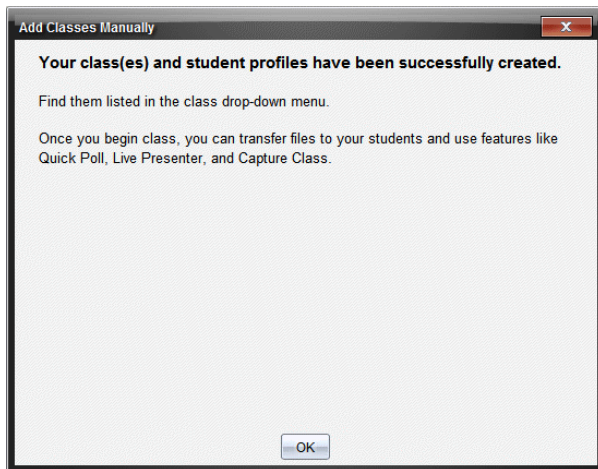 Add Classes Manually
x
Your class(es) and student profiles have been successfully created.
Find them listed in the class drop-down menu.
Once you begin class, you can transfer files to your students and use features like
Quick Poll, Live Presenter, and Capture Class.
OK